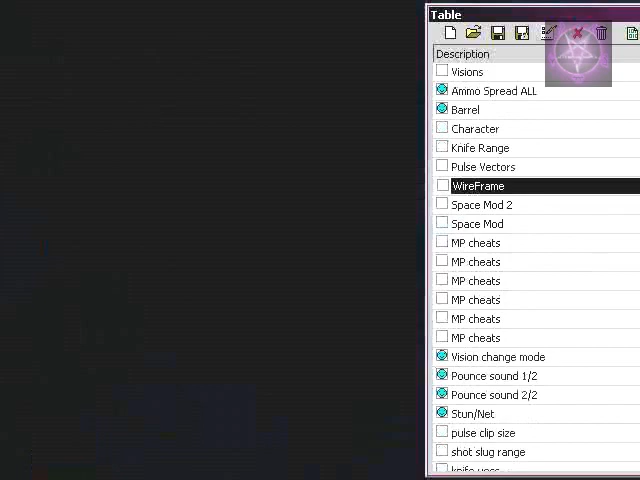 Table
Description
Visions
Ammo Spread ALL
Barrel
Character
Knife Range
Pulse Vectors
WireFrame
Space Mod 2
Space Mod
MP cheats
MP cheats
MP cheats
MP cheats
MP cheats
MP cheats
Vision change mode
Pounce sound 1/2
Pounce sound 2/2
Stun/Net
pulse clip size
shot slug range